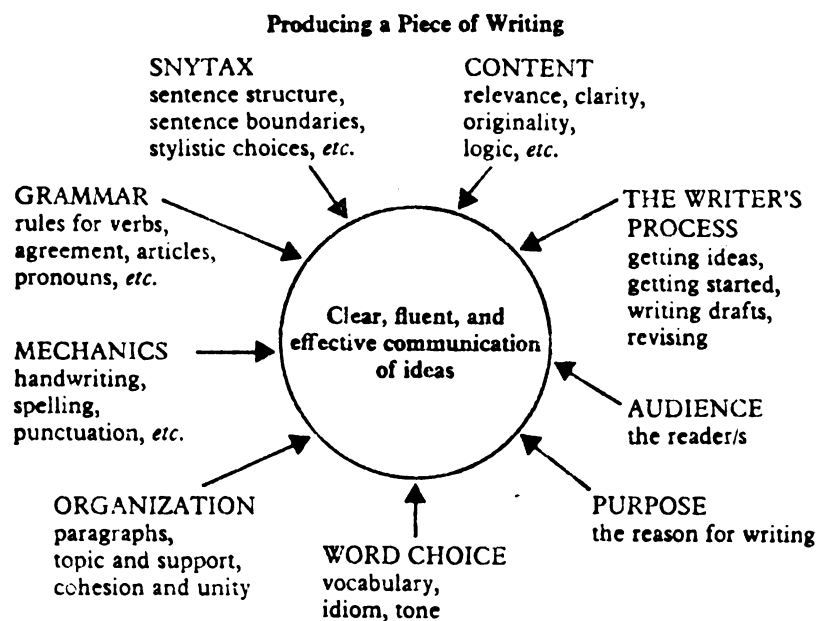 Producing a Piece of Writing
SNYTAX
sentence structure,
sentence boundaries,
stylistic choices, etc.
CONTENT
relevance, clarity,
originality,
logic, etc.
GRAMMAR
rules for verbs,
agreement, articles,
pronouns, etc.
THE WRITER'S
PROCESS
getting ideas,
getting started,
writing drafts,
revising
Clear, fluent, and
effective communication
of ideas
MECHANICS
handwriting,
spelling,
punctuation, etc.
AUDIENCE
the reader/s
ORGANIZATION
paragraphs,
topic and support,
cohesion and unity
WORD CHOICE
vocabulary,
idiom, tone
PURPOSE
the reason for writing